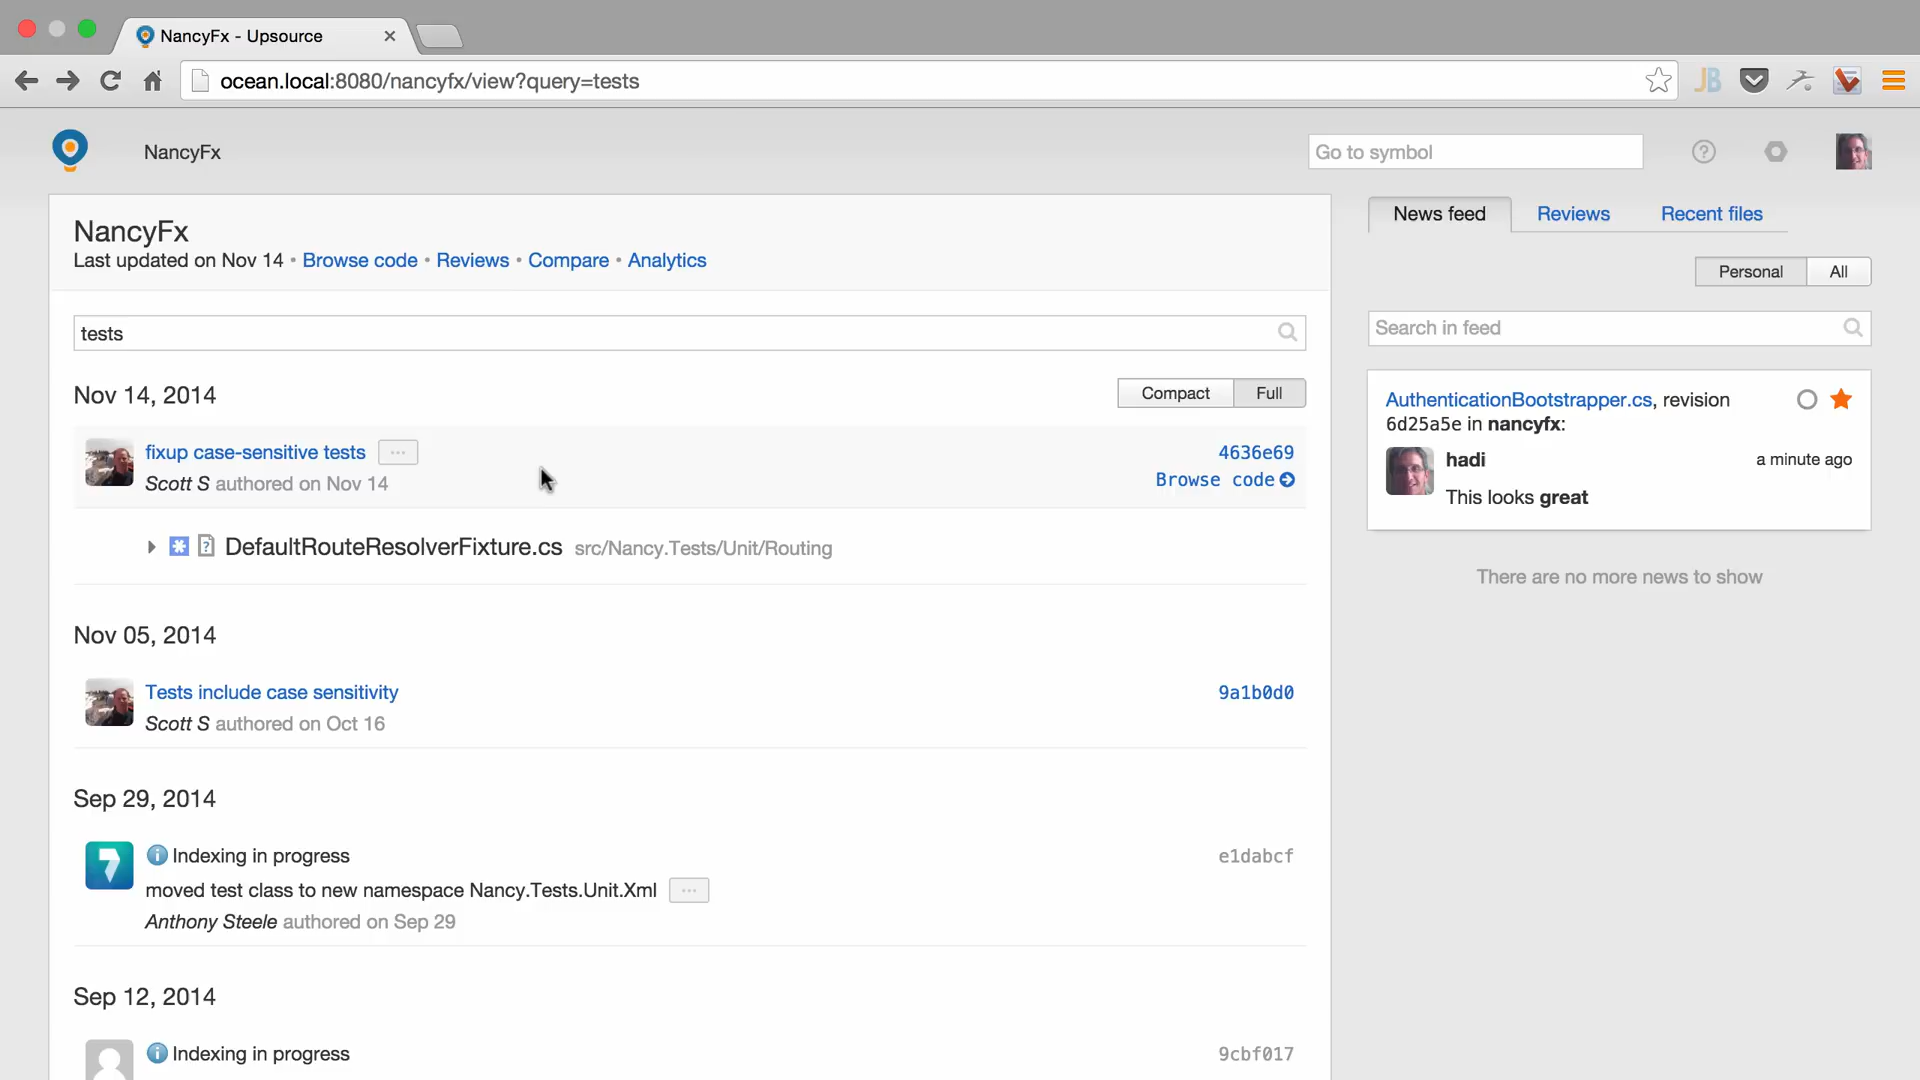 NancyFx - Upsource
ocean.local:8080/nancyfx/view?query=tests
JB
NancyFx
Go to symbol
NancyFx
Last updated on Nov 14 • Browse code • Reviews • Compare • Analytics
tests
Nov 14, 2014
Compact Full
fixup case-sensitive tests ... 4636e69
Scott S authored on Nov 14 Browse code
DefaultRouteResolverFixture.cs src/Nancy.Tests/Unit/Routing
Nov 05, 2014
Tests include case sensitivity 9a1b0d0
Scott S authored on Oct 16
Sep 29, 2014
Indexing in progress e1dabcf
moved test class to new namespace Nancy.Tests.Unit.Xml ...
Anthony Steele authored on Sep 29
Sep 12, 2014
Indexing in progress 9cbf017
News feed Reviews Recent files
Personal All
Search in feed
AuthenticationBootstrapper.cs, revision
6d25a5e in nancyfx:
hadi a minute ago
This looks great
There are no more news to show